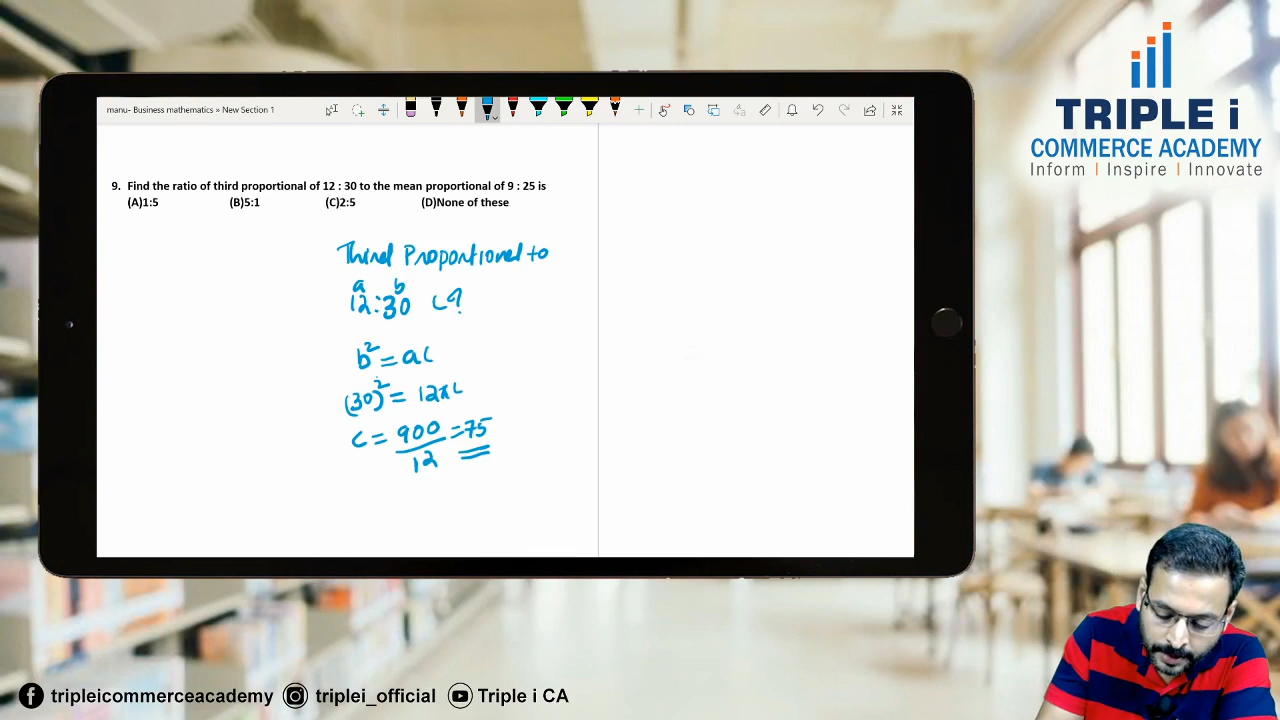 TRIPLE i
COMMERCE ACADEMY
Inform | Inspire | Innovate
manu- Business mathematics » New Section 1
9. Find the ratio of third proportional of 12 : 30 to the mean proportional of 9 : 25 is
(A)1:5 (B)5:1 (C)2:5 (D)None of these
Third Proportional to
a b
12:30 c?
b² = ac
(30)² = 12×c
c = 900/12 = 75
tripleicommerceacademy triplei_official Triple i CA